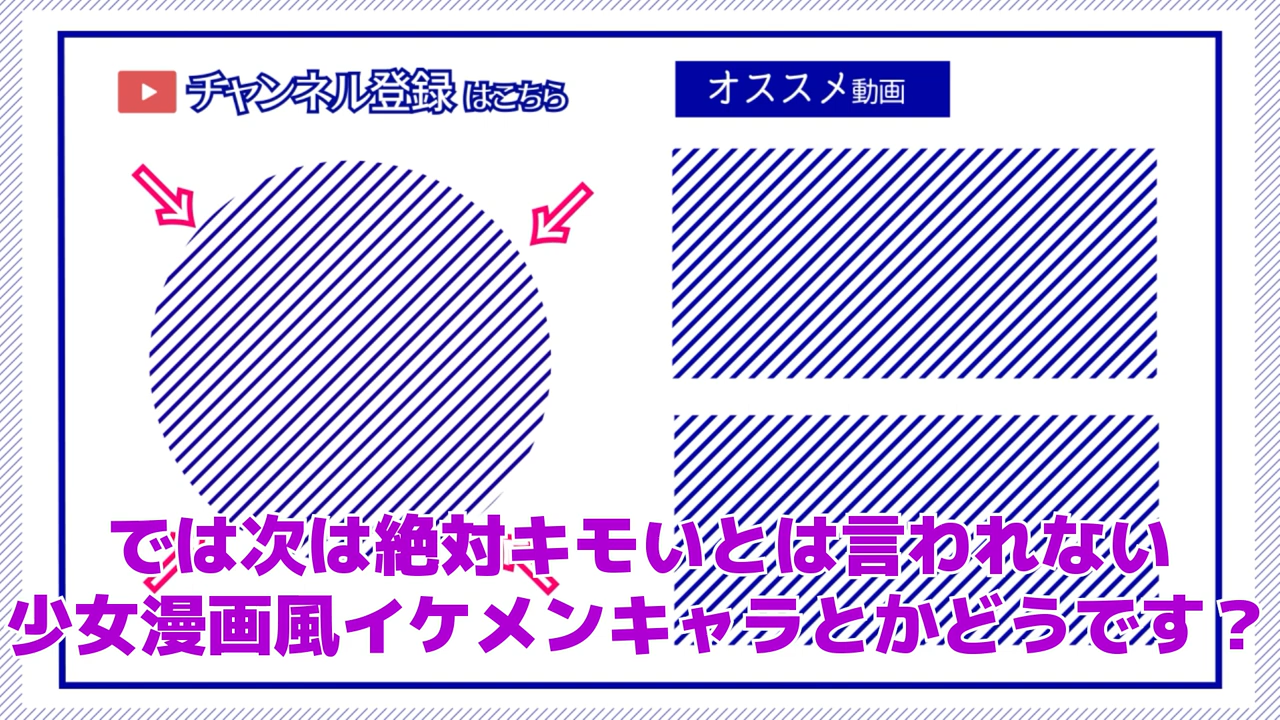 チャンネル登録 はこちら
オススメ動画
では次は絶対キモいとは言われない
少女漫画風イケメンキャラとかどうです？